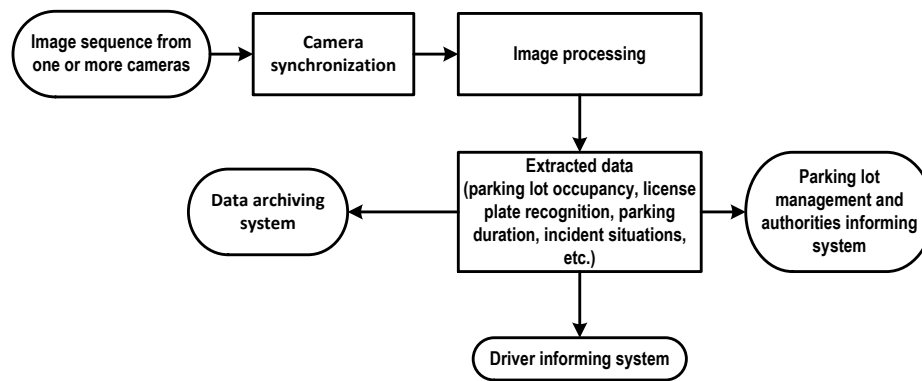 Image sequence from
one or more cameras
Camera
synchronization
Image processing
Extracted data
(parking lot occupancy, license
plate recognition, parking
duration, incident situations,
etc.)
Data archiving
system
Parking lot
management and
authorities informing
system
Driver informing system